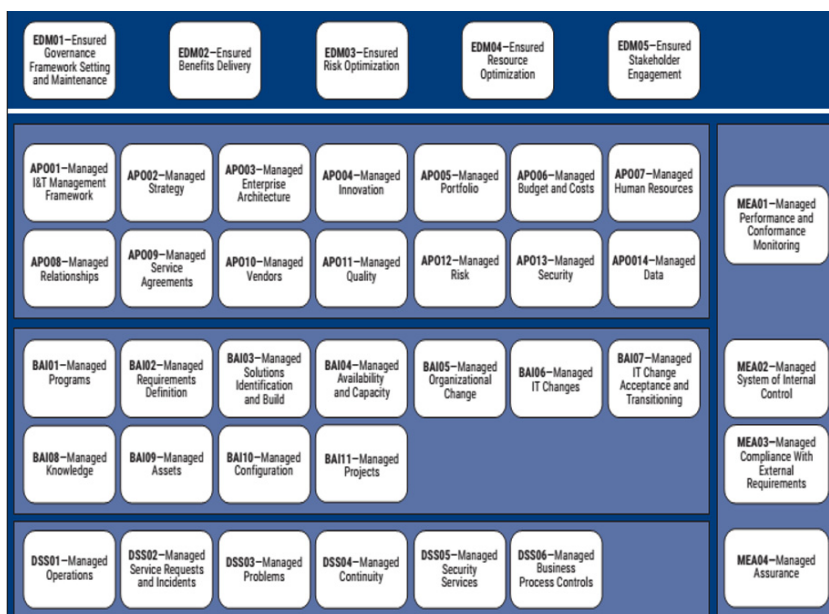 EDM01—Ensured
Governance
Framework Setting
and Maintenance
EDM02—Ensured
Benefits Delivery
EDM03—Ensured
Risk Optimization
EDM04—Ensured
Resource
Optimization
EDM05—Ensured
Stakeholder
Engagement
APO01—Managed
I&T Management
Framework
APO02—Managed
Strategy
APO03—Managed
Enterprise
Architecture
APO04—Managed
Innovation
APO05—Managed
Portfolio
APO06—Managed
Budget and Costs
APO07—Managed
Human Resources
APO08—Managed
Relationships
APO09—Managed
Service
Agreements
APO10—Managed
Vendors
APO11—Managed
Quality
APO12—Managed
Risk
APO13—Managed
Security
APO014—Managed
Data
BAI01—Managed
Programs
BAI02—Managed
Requirements
Definition
BAI03—Managed
Solutions
Identification
and Build
BAI04—Managed
Availability
and Capacity
BAI05—Managed
Organizational
Change
BAI06—Managed
IT Changes
BAI07—Managed
IT Change
Acceptance and
Transitioning
BAI08—Managed
Knowledge
BAI09—Managed
Assets
BAI10—Managed
Configuration
BAI11—Managed
Projects
DSS01—Managed
Operations
DSS02—Managed
Service Requests
and Incidents
DSS03—Managed
Problems
DSS04—Managed
Continuity
DSS05—Managed
Security
Services
DSS06—Managed
Business
Process Controls
MEA01—Managed
Performance and
Conformance
Monitoring
MEA02—Managed
System of Internal
Control
MEA03—Managed
Compliance With
External
Requirements
MEA04—Managed
Assurance